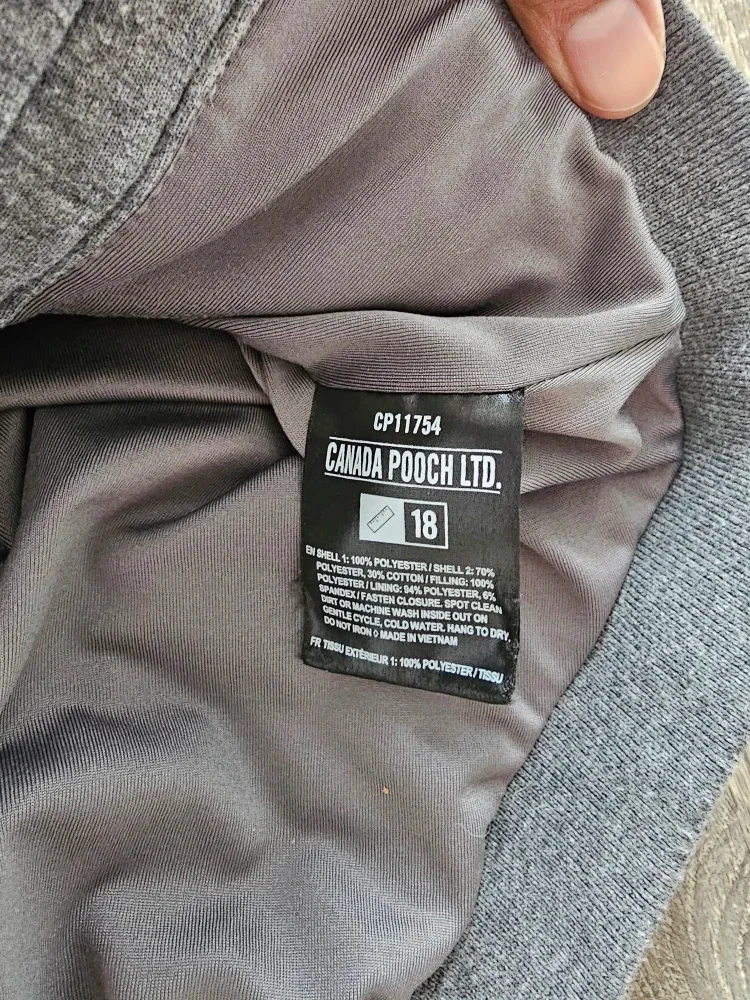 CP11754
CANADA POOCH LTD.
18
EN SHELL 1: 100% POLYESTER / SHELL 2: 70%
POLYESTER, 30% COTTON / FILLING: 100%
POLYESTER / LINING: 94% POLYESTER, 6%
SPANDEX / FASTEN CLOSURE. SPOT CLEAN
DIRT OR MACHINE WASH INSIDE OUT ON
GENTLE CYCLE, COLD WATER. HANG TO DRY,
DO NOT IRON ◊ MADE IN VIETNAM
FR TISSU EXTÉRIEUR 1: 100% POLYESTER / TISSU